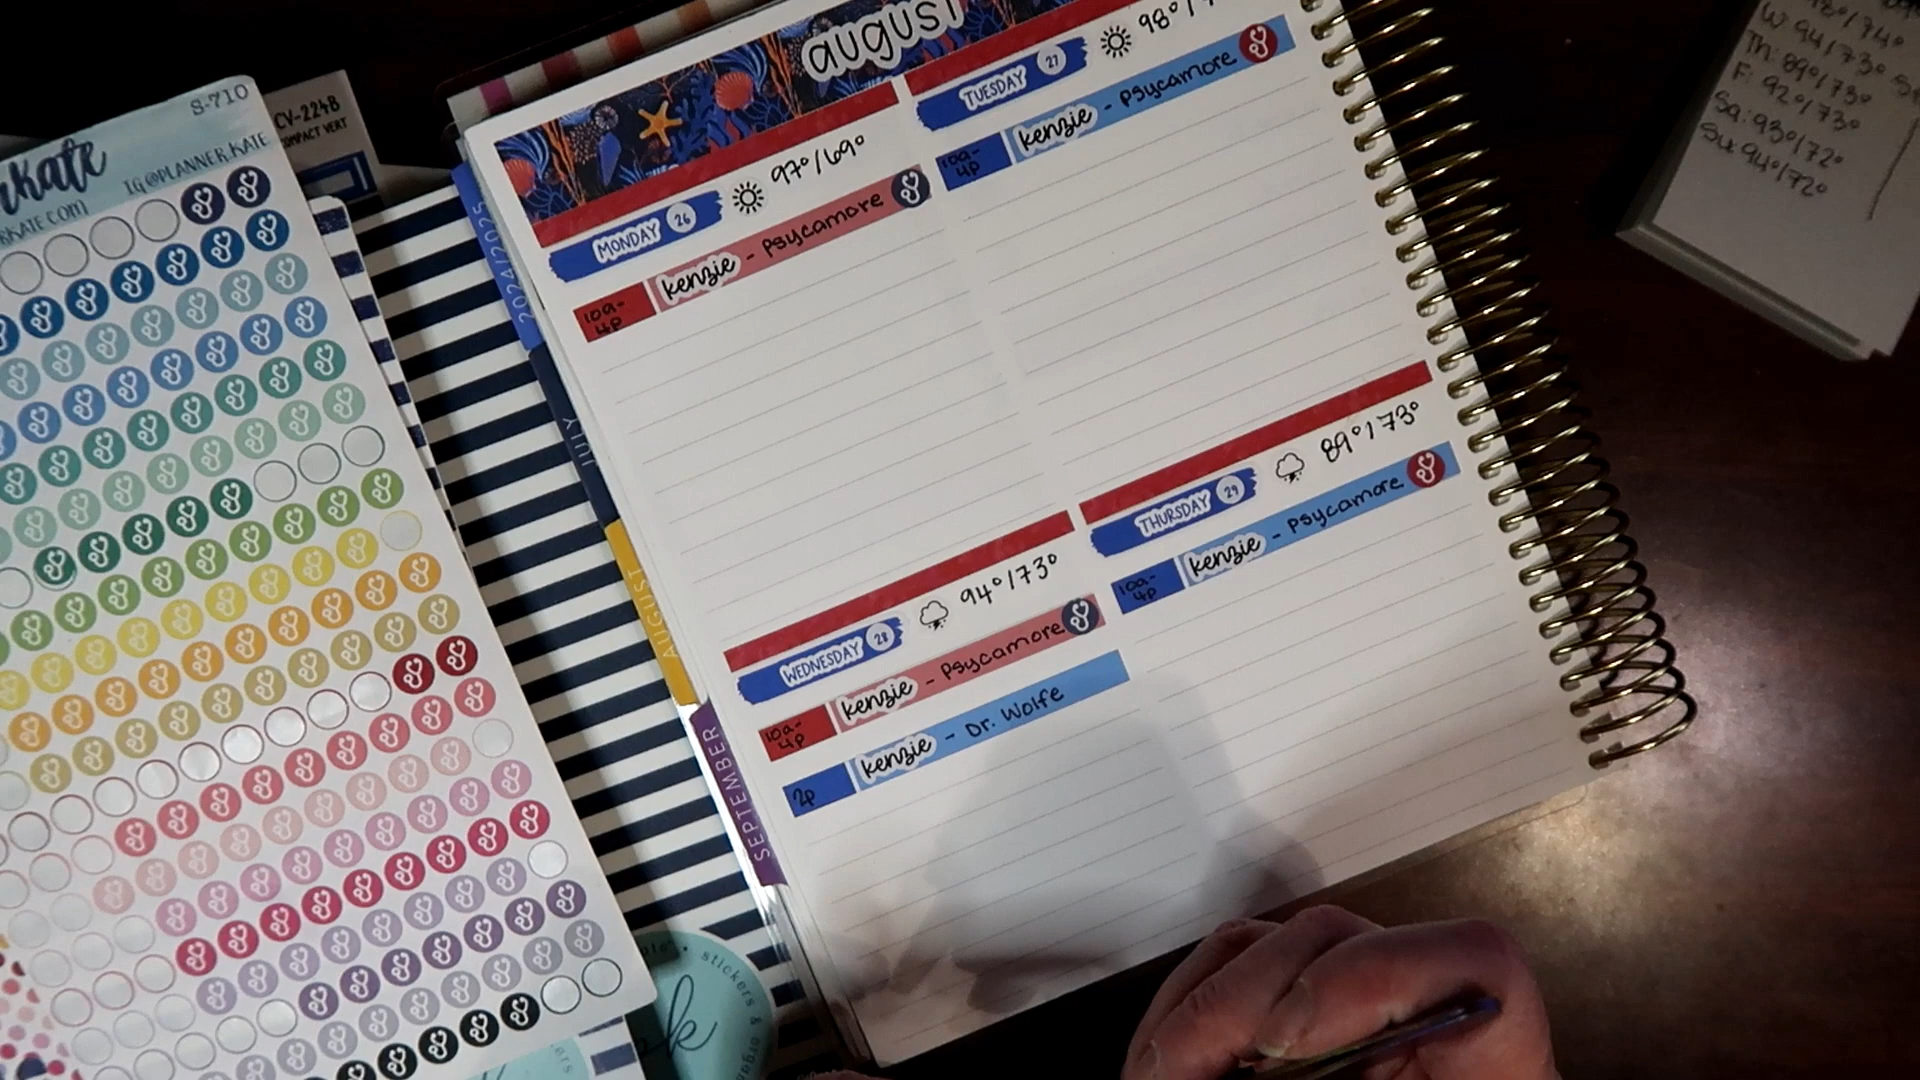 august
MONDAY 26 97°/69°
10a-
4p
kenzie - Psycamore
TUESDAY 27 98°/7
10a-
4p
kenzie - Psycamore
WEDNESDAY 28 94°/73°
10a-
4p
kenzie - Psycamore
2p
kenzie - Dr. Wolfe
THURSDAY 29 89°/73°
10a-
4p
kenzie - Psycamore
2024/2025
JULY
AUGUST
SEPTEMBER
S-710
IG @PLANNER.KATE
CV-2248
COMPACT VERT
stickers &
W: 94/73°
Th: 89°/73°
F: 92°/73°
Sa: 93°/72°
Su: 94°/72°